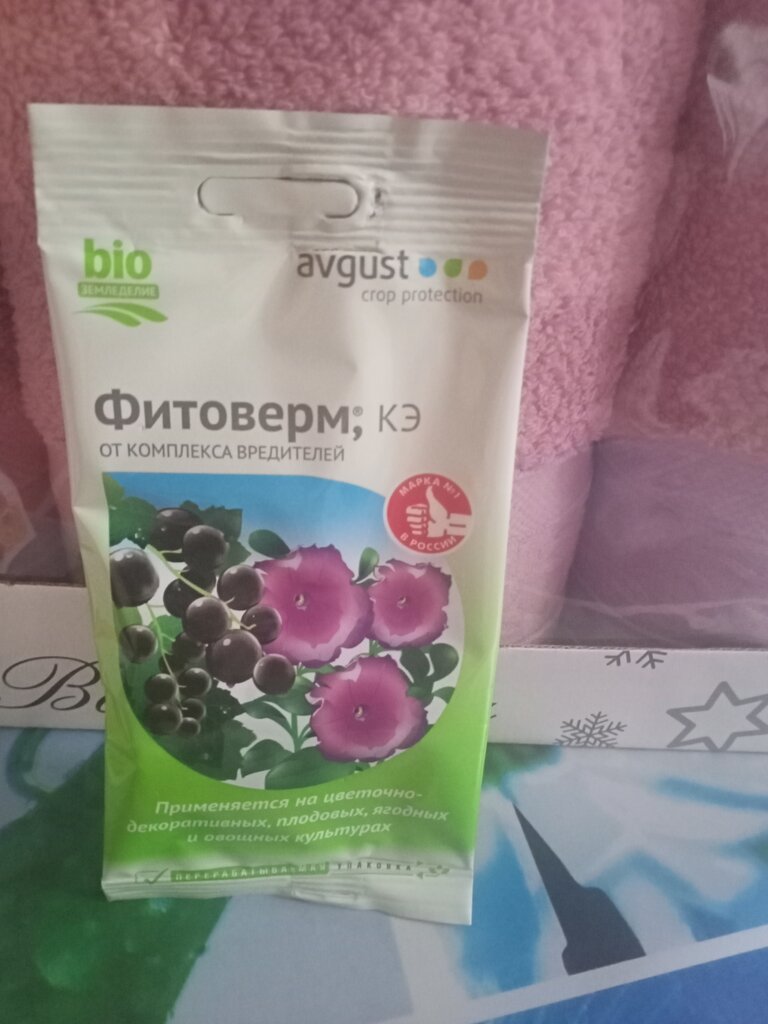 bio
ЗЕМЛЕДЕЛИЕ
avgust
crop protection
Фитоверм®, КЭ
ОТ КОМПЛЕКСА ВРЕДИТЕЛЕЙ
МАРКА №1
В РОССИИ
Применяется на цветочно-
декоративных, плодовых, ягодных
и овощных культурах
ПЕРЕРАБАТЫВАЕМАЯ УПАКОВКА